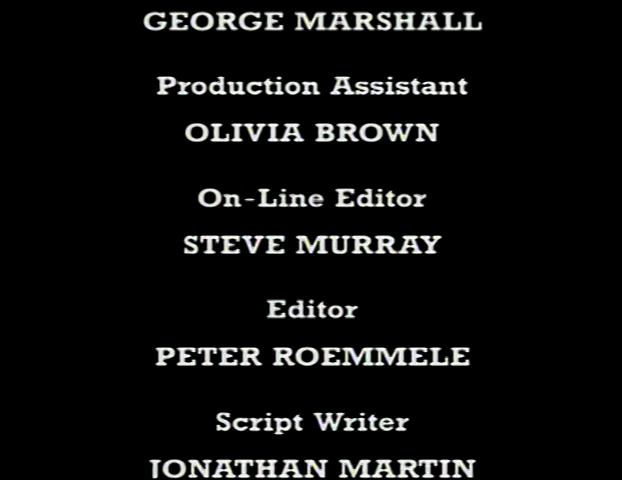 GEORGE MARSHALL
Production Assistant
OLIVIA BROWN
On-Line Editor
STEVE MURRAY
Editor
PETER ROEMMELE
Script Writer
JONATHAN MARTIN